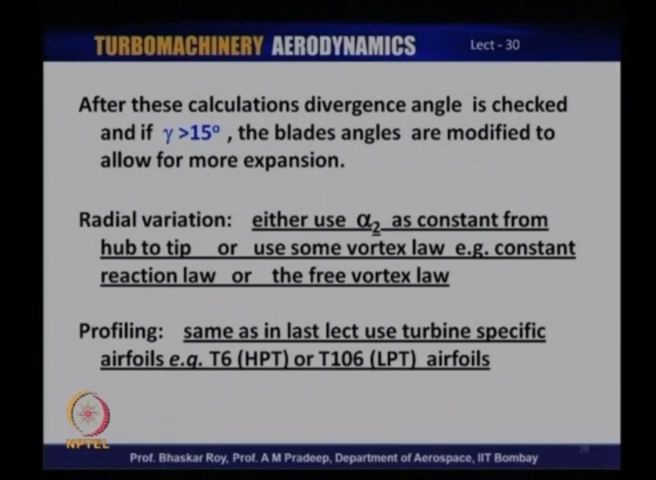 TURBOMACHINERY AERODYNAMICS Lect - 30
After these calculations divergence angle is checked
and if γ >15° , the blades angles are modified to
allow for more expansion.
Radial variation: either use α₂ as constant from
hub to tip or use some vortex law e.g. constant
reaction law or the free vortex law
Profiling: same as in last lect use turbine specific
airfoils e.g. T6 (HPT) or T106 (LPT) airfoils
NPTEL
Prof. Bhaskar Roy, Prof. A M Pradeep, Department of Aerospace, IIT Bombay